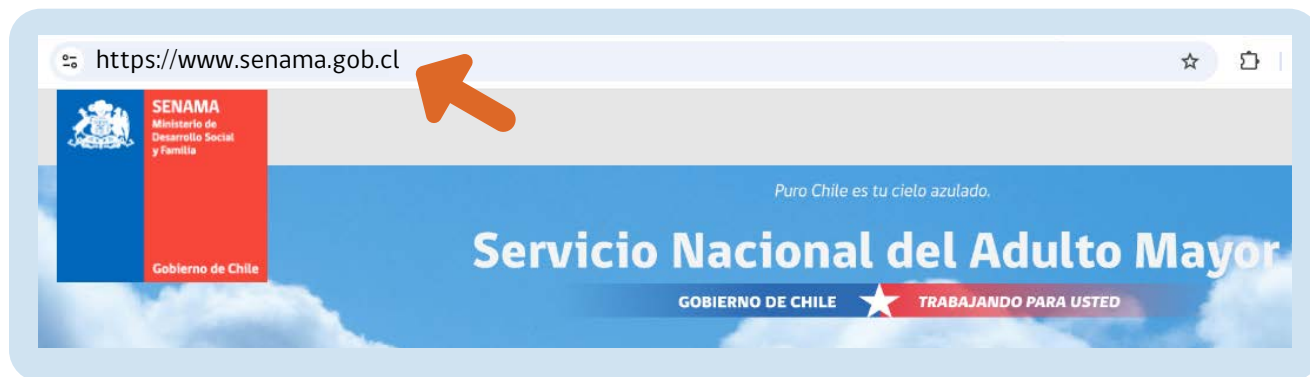 https://www.senama.gob.cl
SENAMA
Ministerio de
Desarrollo Social
y Familia
Gobierno de Chile
Puro Chile es tu cielo azulado.
Servicio Nacional del Adulto Mayor
GOBIERNO DE CHILE TRABAJANDO PARA USTED